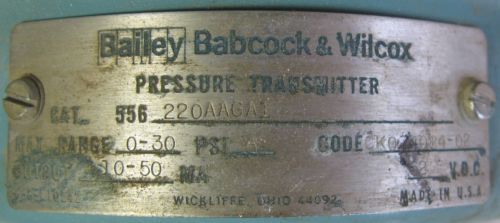 Bailey Babcock & Wilcox
PRESSURE TRANSMITTER
CAT. 556 220AAGA1
RANGE 0-30 PSI CODE
10-50 MA V.D.C.
WICKLIFFE, OHIO 44092 MADE IN U.S.A.